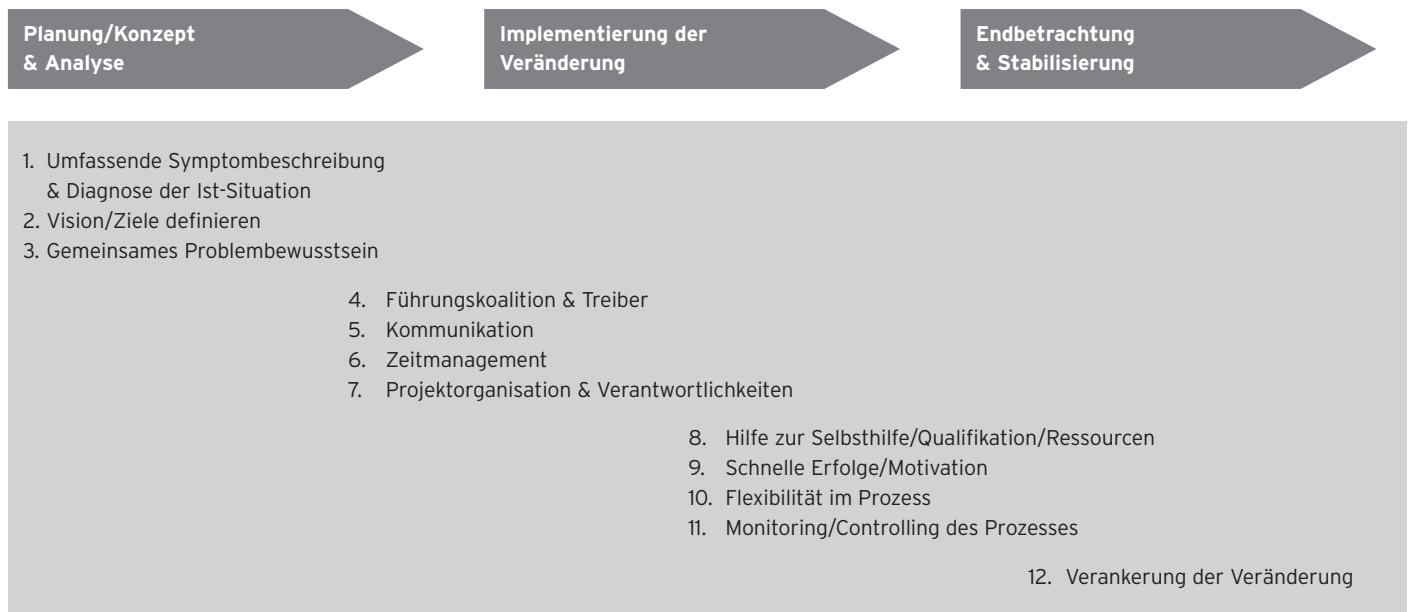 Planung/Konzept
& Analyse
Implementierung der
Veränderung
Endbetrachtung
& Stabilisierung
1. Umfassende Symptombeschreibung
& Diagnose der Ist-Situation
2. Vision/Ziele definieren
3. Gemeinsames Problembewusstsein
4. Führungskoalition & Treiber
5. Kommunikation
6. Zeitmanagement
7. Projektorganisation & Verantwortlichkeiten
8. Hilfe zur Selbsthilfe/Qualifikation/Ressourcen
9. Schnelle Erfolge/Motivation
10. Flexibilität im Prozess
11. Monitoring/Controlling des Prozesses
12. Verankerung der Veränderung